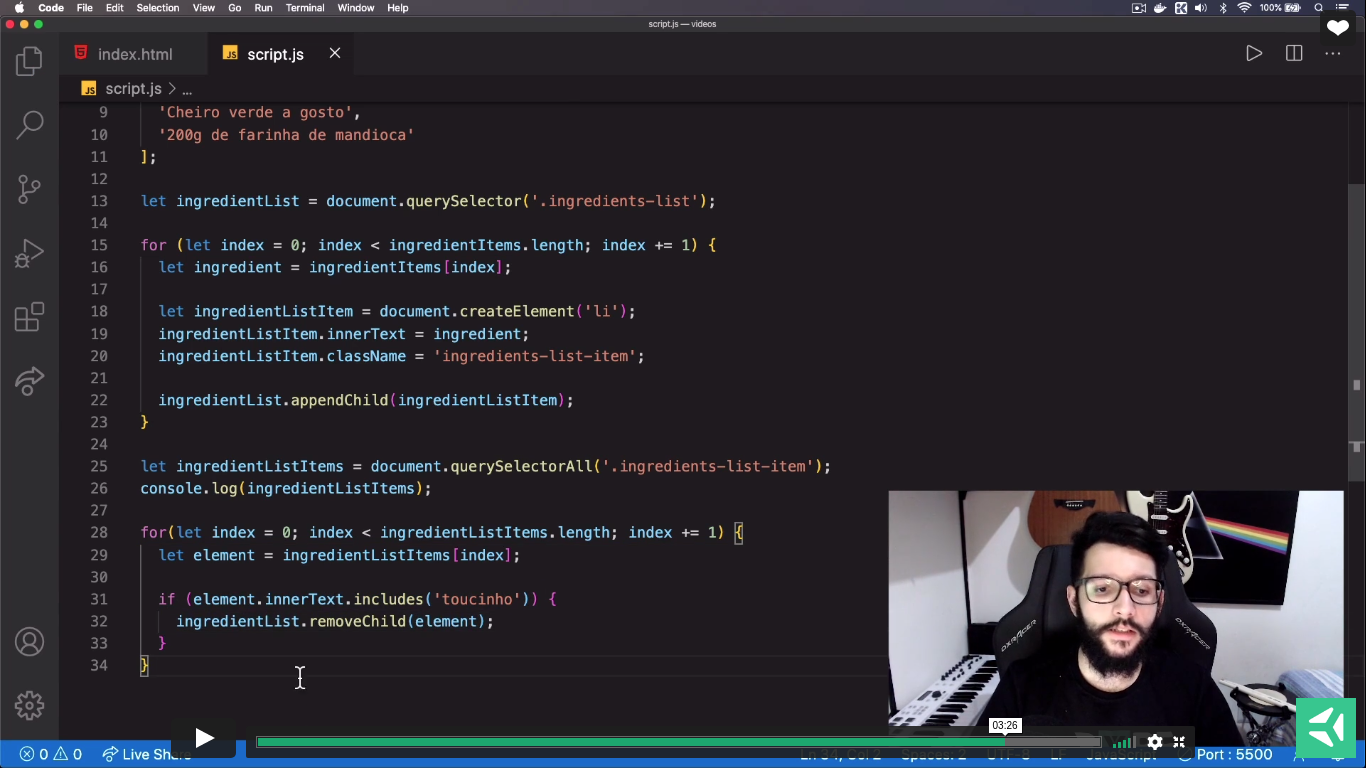 Code File Edit Selection View Go Run Terminal Window Help 100%
script.js — videos
index.html script.js
script.js > ...
9 'Cheiro verde a gosto',
10 '200g de farinha de mandioca'
11 ];
12
13 let ingredientList = document.querySelector('.ingredients-list');
14
15 for (let index = 0; index < ingredientItems.length; index += 1) {
16 let ingredient = ingredientItems[index];
17
18 let ingredientListItem = document.createElement('li');
19 ingredientListItem.innerText = ingredient;
20 ingredientListItem.className = 'ingredients-list-item';
21
22 ingredientList.appendChild(ingredientListItem);
23 }
24
25 let ingredientListItems = document.querySelectorAll('.ingredients-list-item');
26 console.log(ingredientListItems);
27
28 for(let index = 0; index < ingredientListItems.length; index += 1) {
29 let element = ingredientListItems[index];
30
31 if (element.innerText.includes('toucinho')) {
32 ingredientList.removeChild(element);
33 }
34 }
DXRACER DXRACER
03:26
0 0 Live Share Ln 34, Col 2 Spaces: 2 UTF-8 LF JavaScript Port : 5500